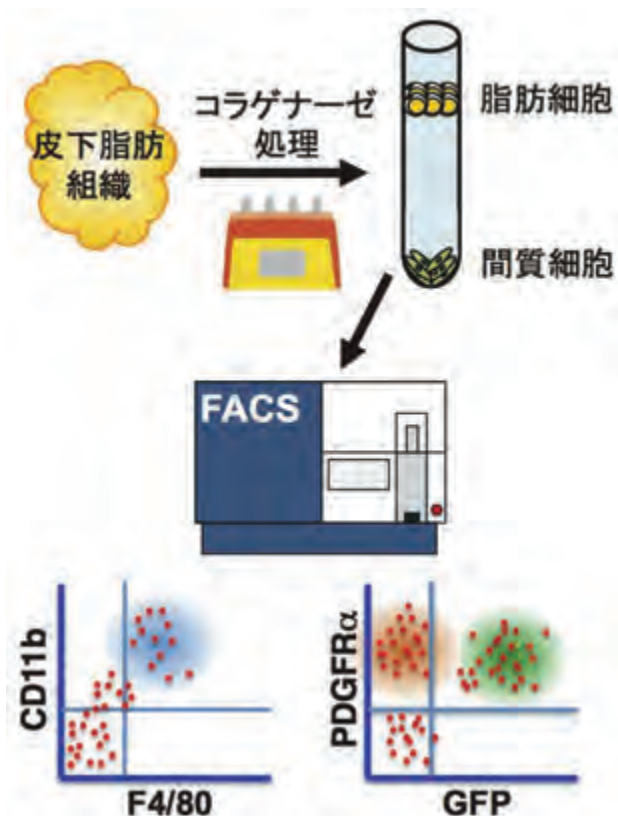 皮下脂肪
組織
コラゲナーゼ
処理
脂肪細胞
間質細胞
FACS
CD11b
F4/80
PDGFRα
GFP